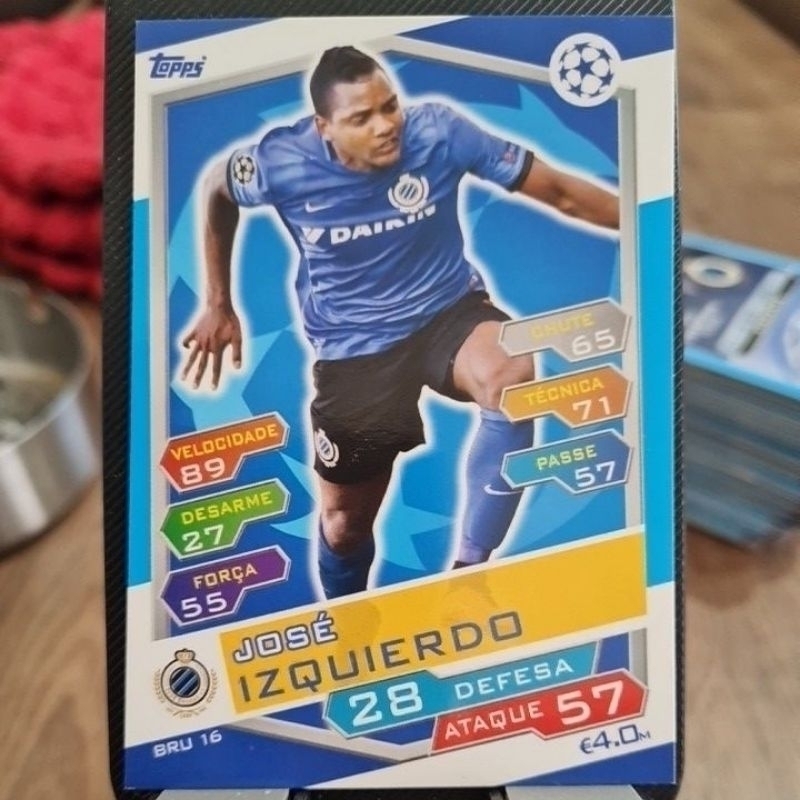 Topps
DAIKIN
CHUTE
65
TÉCNICA
71
PASSE
57
VELOCIDADE
89
DESARME
27
FORÇA
55
JOSÉ
IZQUIERDO
28 DEFESA
ATAQUE 57
BRU 16
€4.0M